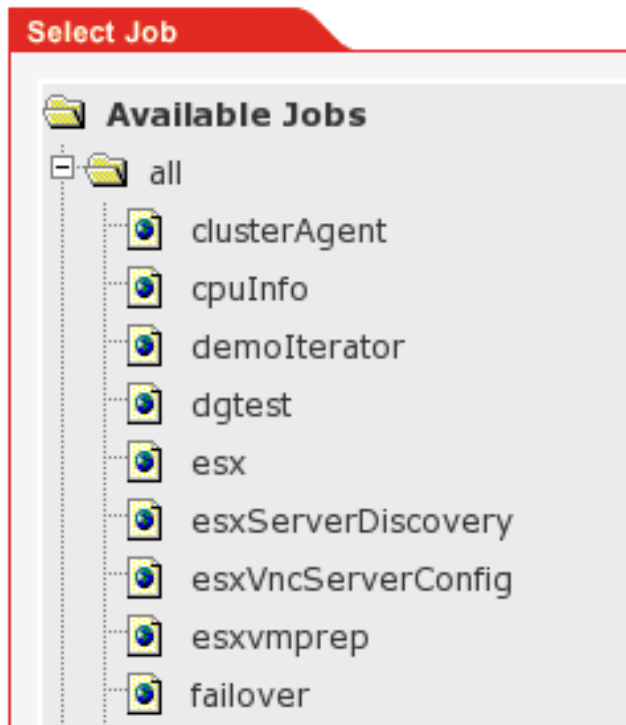 Select Job
Available Jobs
all
clusterAgent
cpuInfo
demoIterator
dgtest
esx
esxServerDiscovery
esxVncServerConfig
esxvmprep
failover